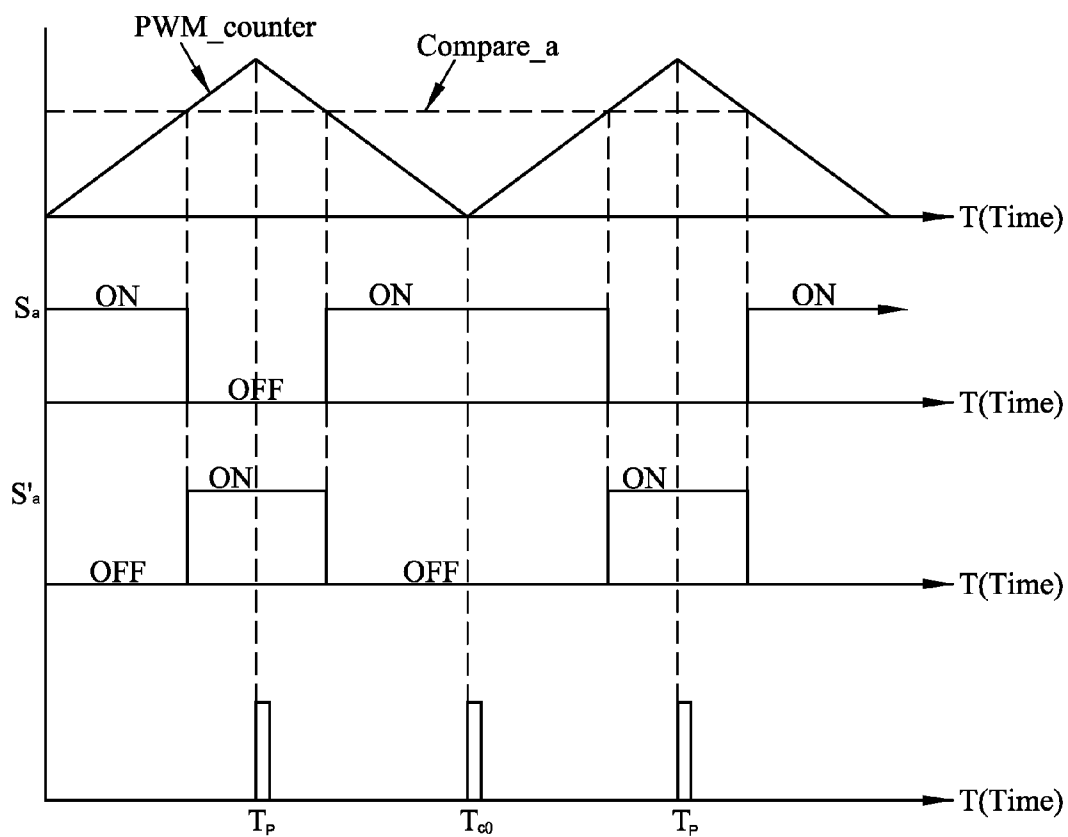 PWM_counter
Compare_a
T(Time)
Sa ON ON ON
OFF
T(Time)
S'a ON ON
OFF OFF
T(Time)
T(Time)
TP Tc0 TP